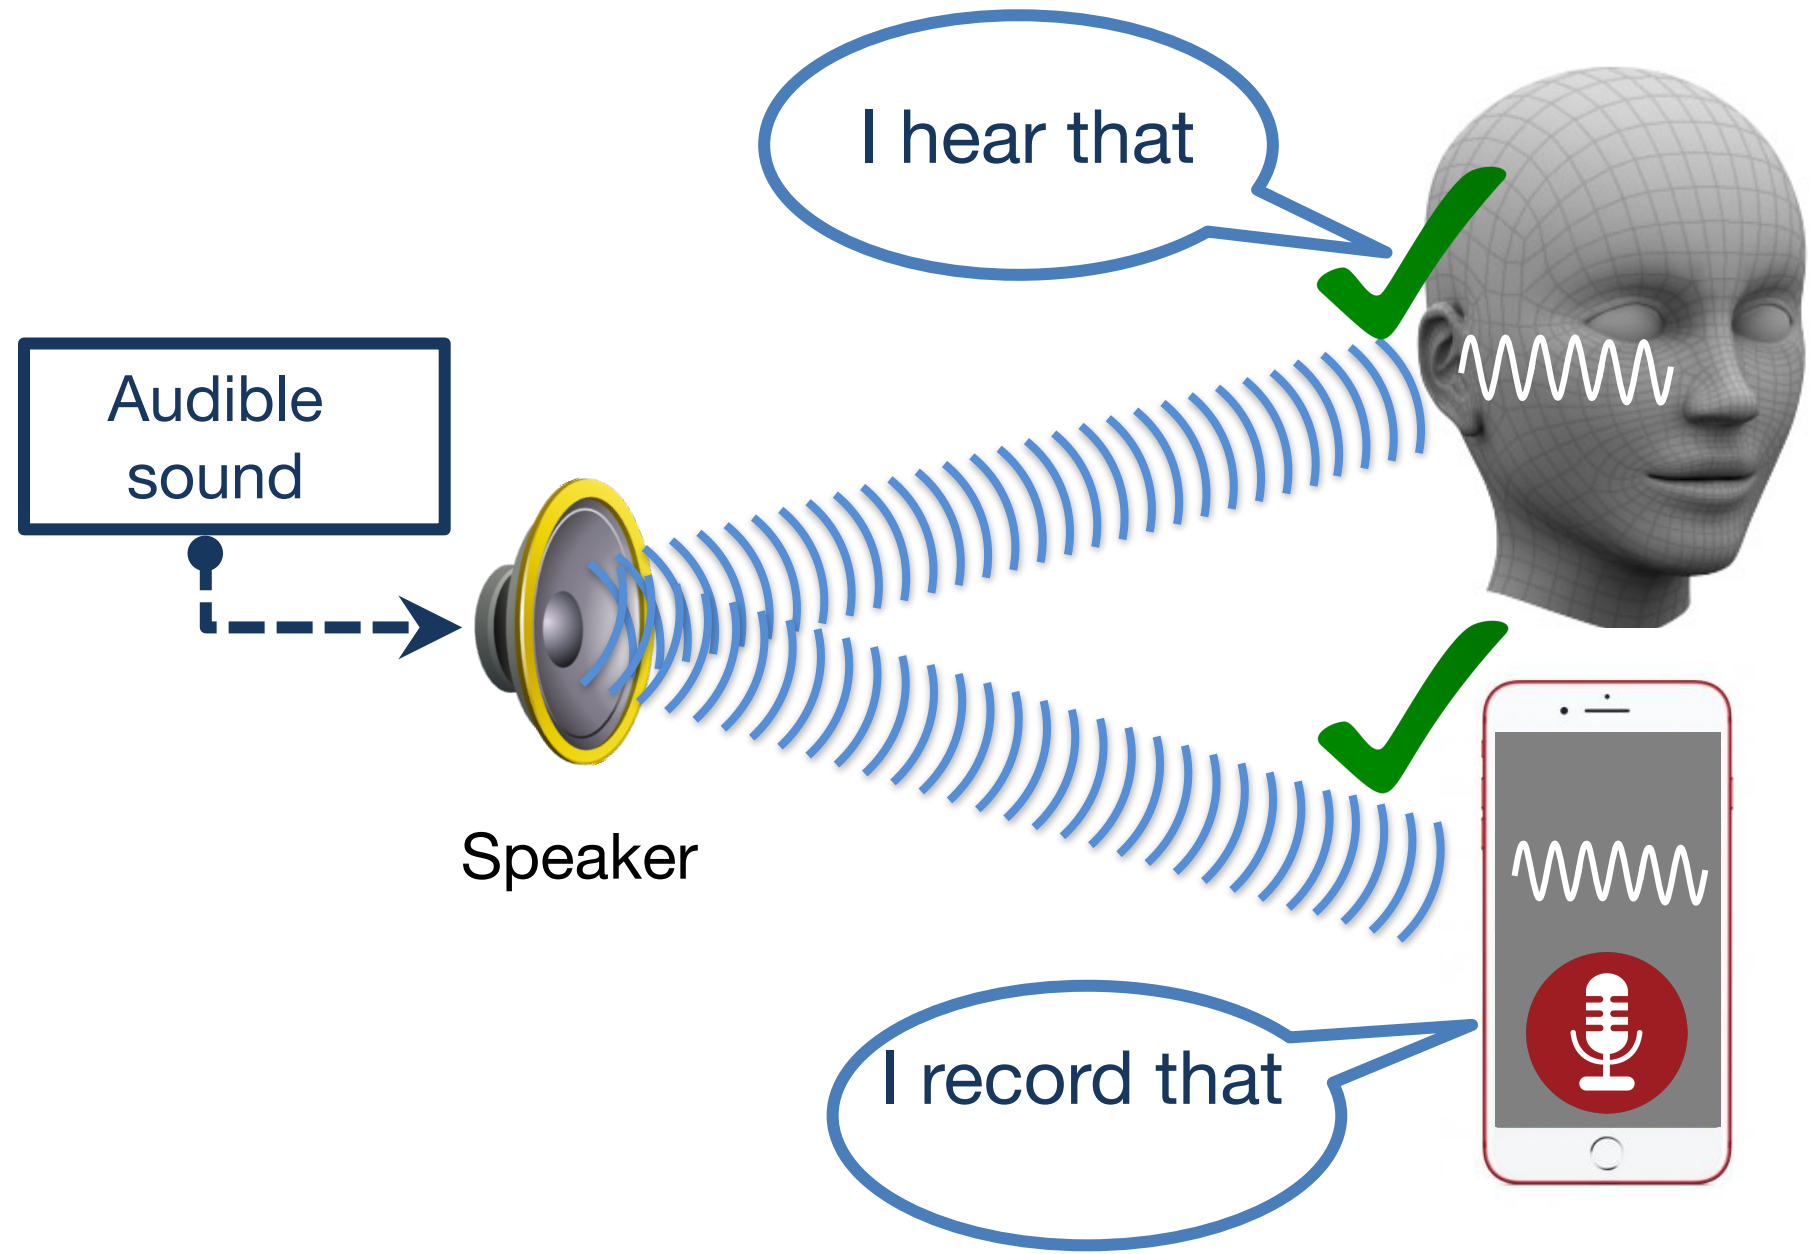 I hear that
Audible
sound
Speaker
I record that